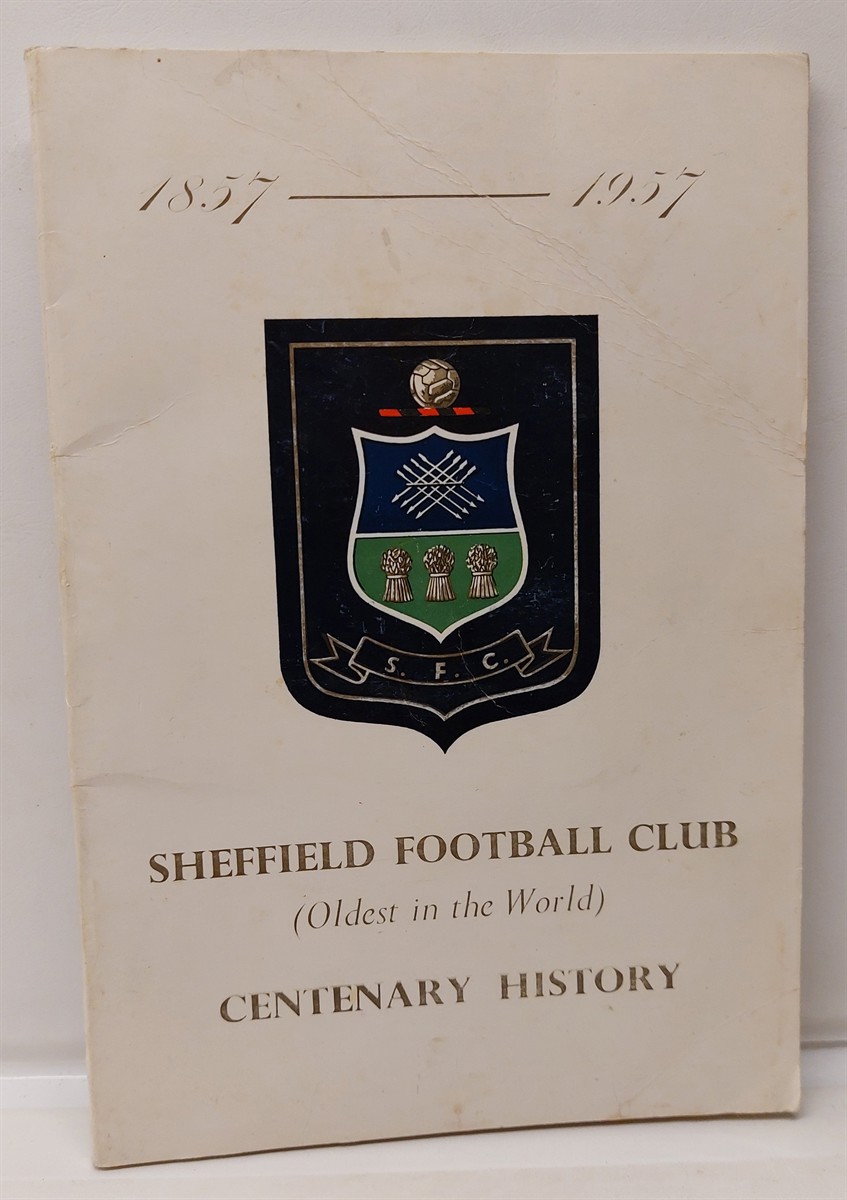 1857 — 1957
S. F. C.
SHEFFIELD FOOTBALL CLUB
(Oldest in the World)
CENTENARY HISTORY